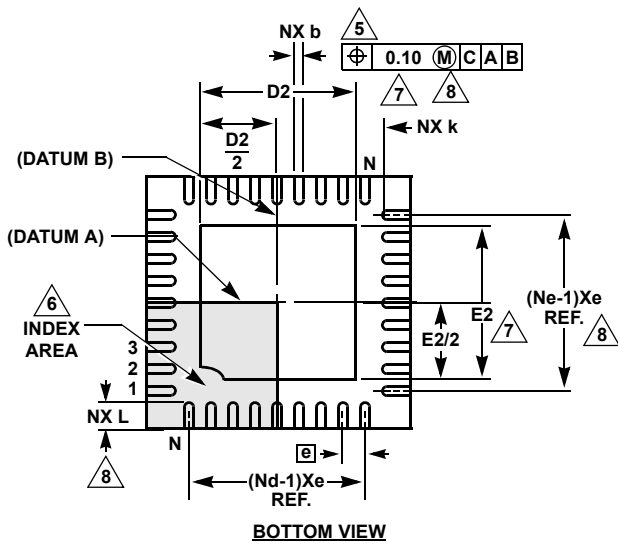 5
NX b
⌖ 0.10 Ⓜ C A B
D2
7
8
D2
2
NX k
(DATUM B)
N
(DATUM A)
6
INDEX
AREA
(Ne-1)Xe
REF.
8
E2
7
E2/2
3
2
1
NX L
8
N
e
(Nd-1)Xe
REF.
BOTTOM VIEW